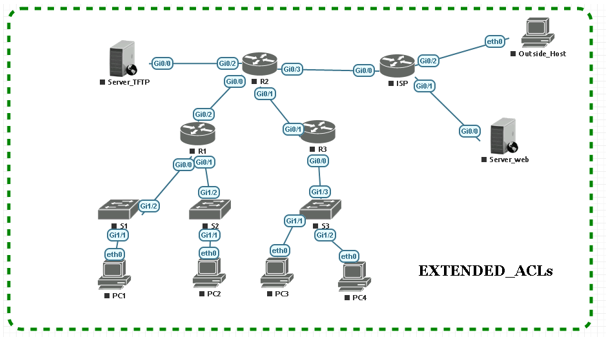 eth0
Gi0/2
Outside_Host
Gi0/0
Gi0/2
Gi0/3
Gi0/0
Server_TFTP
R2
ISP
Gi0/0
Gi0/1
Gi0/1
Gi0/2
Gi0/1
Gi0/0
Server_web
R1
R3
Gi0/0
Gi0/1
Gi0/0
Gi1/2
Gi1/2
Gi1/3
S1
S2
Gi1/1
S3
Gi1/1
Gi1/1
Gi1/2
eth0
eth0
eth0
eth0
PC1
PC2
PC3
PC4
EXTENDED_ACLs